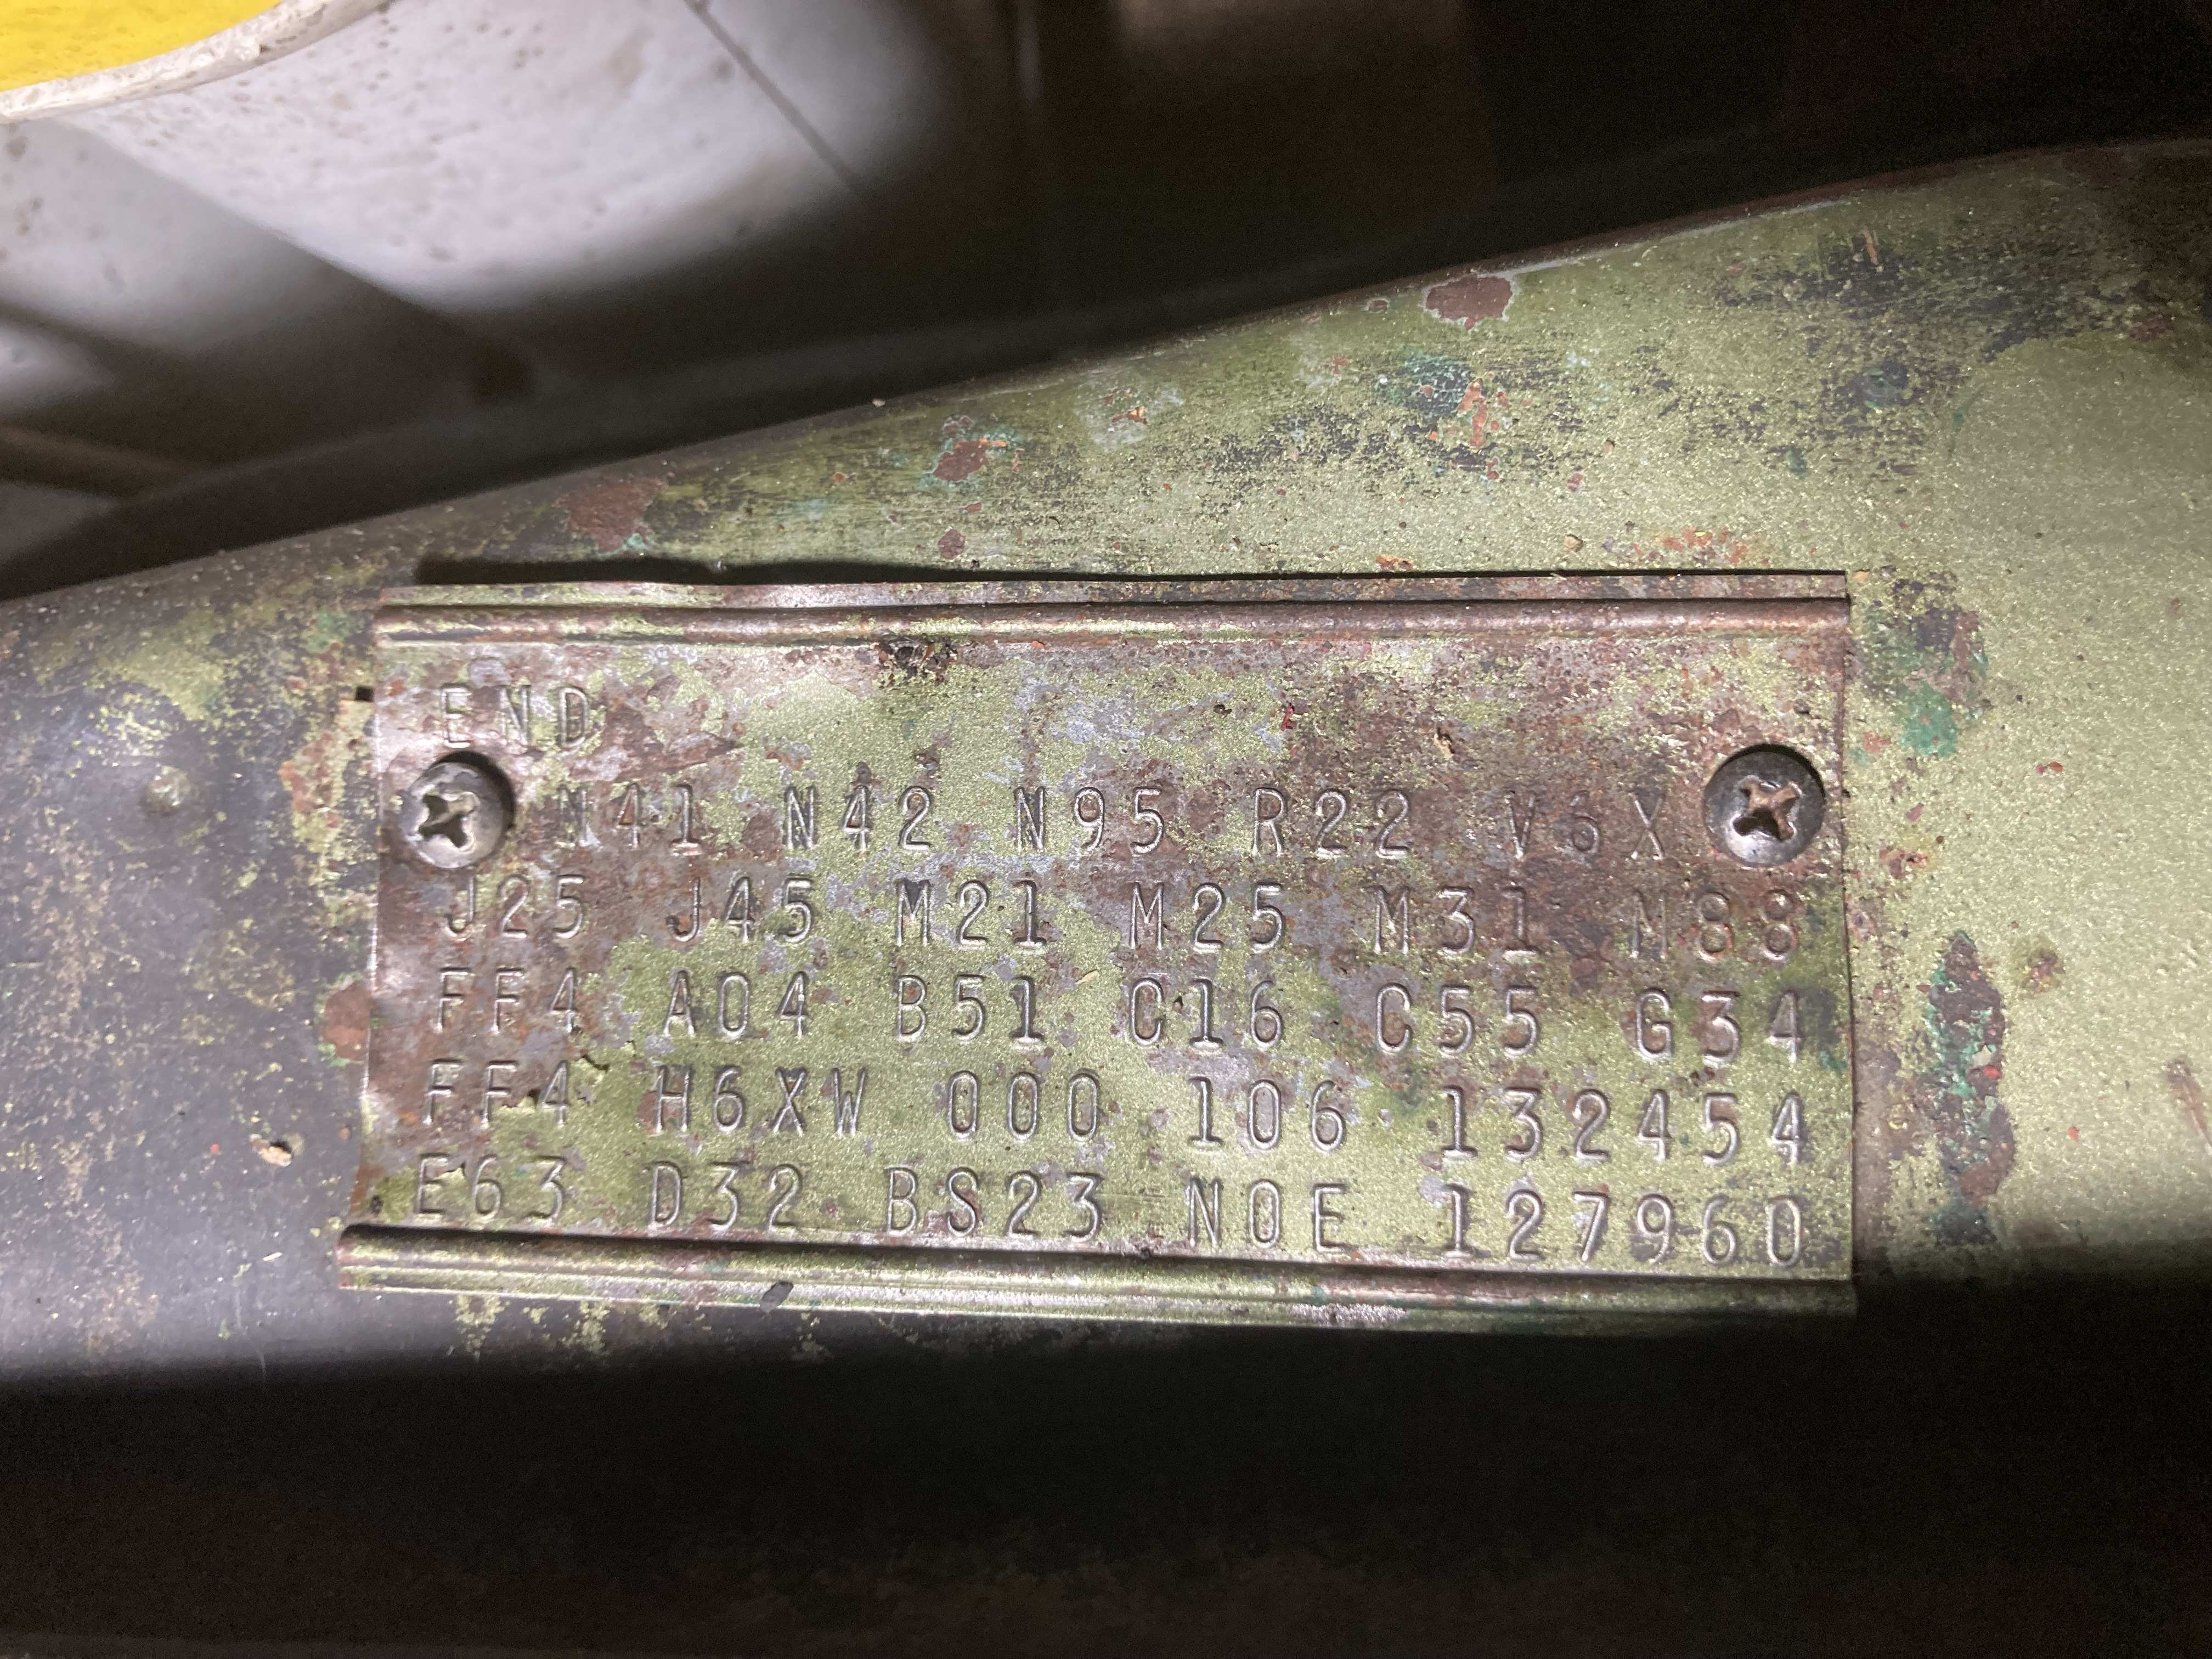 END
N41 N42 N95 R22 V6X
J25 J45 M21 M25 M31 M88
FF4 A04 B51 C16 C55 G34
FF4 H6XW 000 106 132454
E63 D32 BS23 N0E 127960